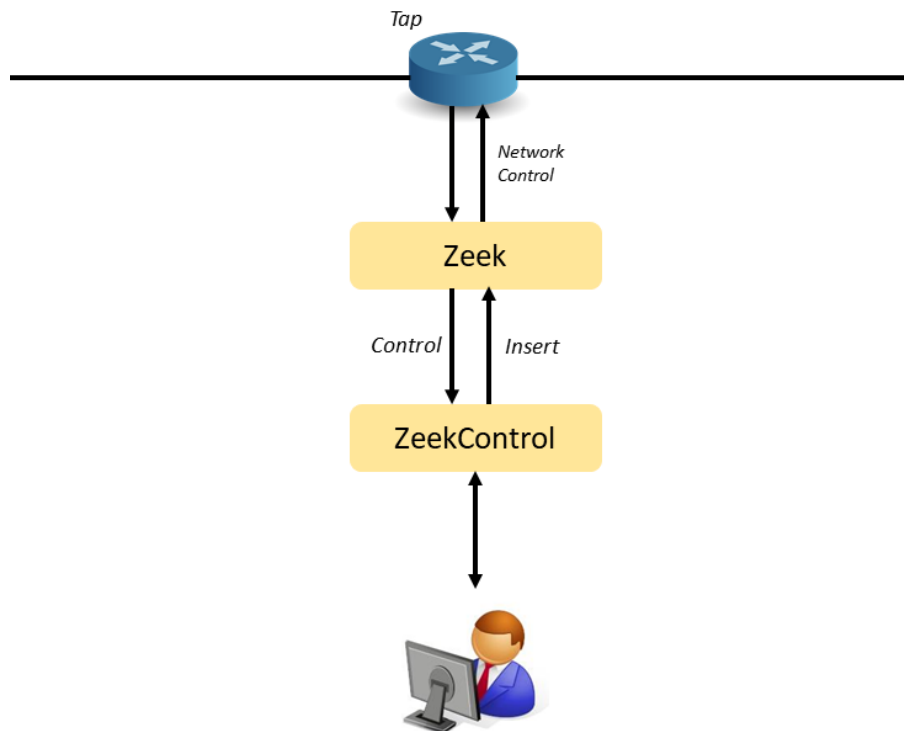 Tap
Network
Control
Zeek
Control
Insert
ZeekControl